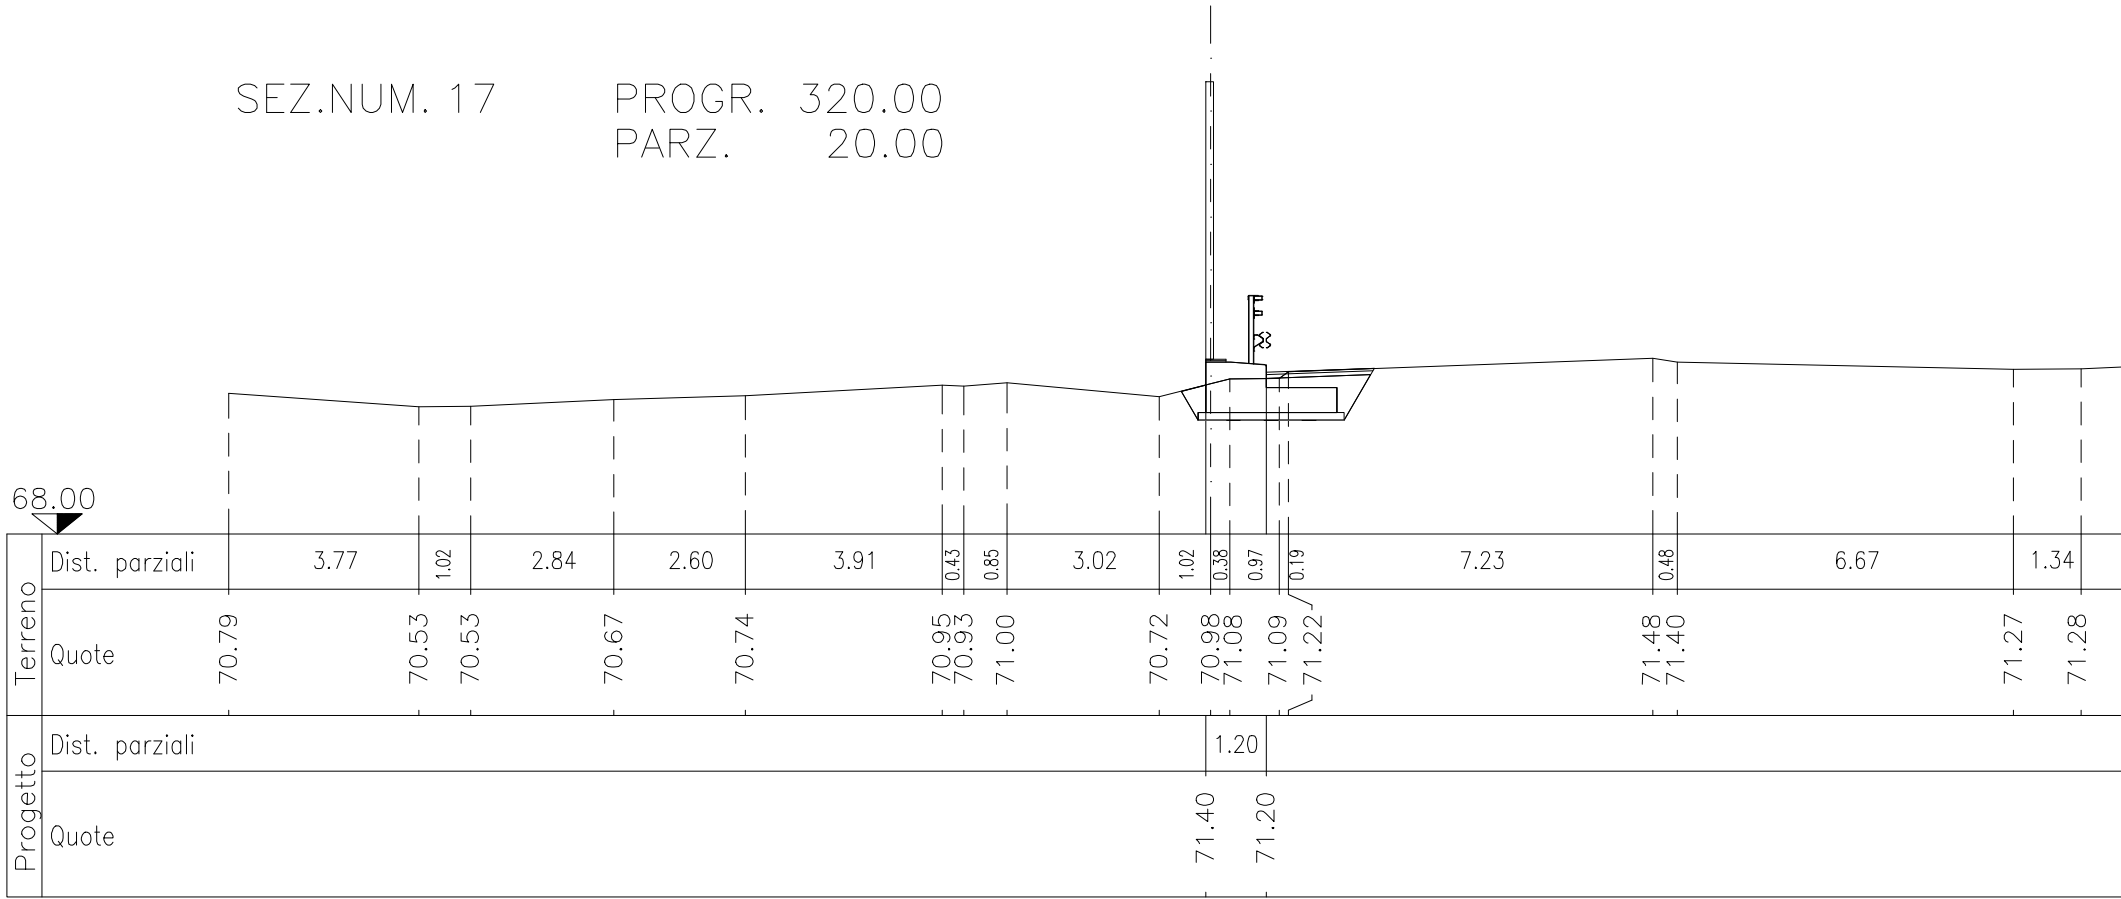 SEZ.NUM. 17 PROGR. 320.00
PARZ. 20.00
68.00
Terreno
Dist. parziali 3.77 1.02 2.84 2.60 3.91 0.43 0.85 3.02 1.02 0.38 0.97 0.19 7.23 0.48 6.67 1.34
Quote 70.79 70.53 70.53 70.67 70.74 70.95 70.93 71.00 70.72 70.98 71.08 71.09 71.22 71.48 71.40 71.27 71.28
Progetto
Dist. parziali 1.20
Quote 71.40 71.20